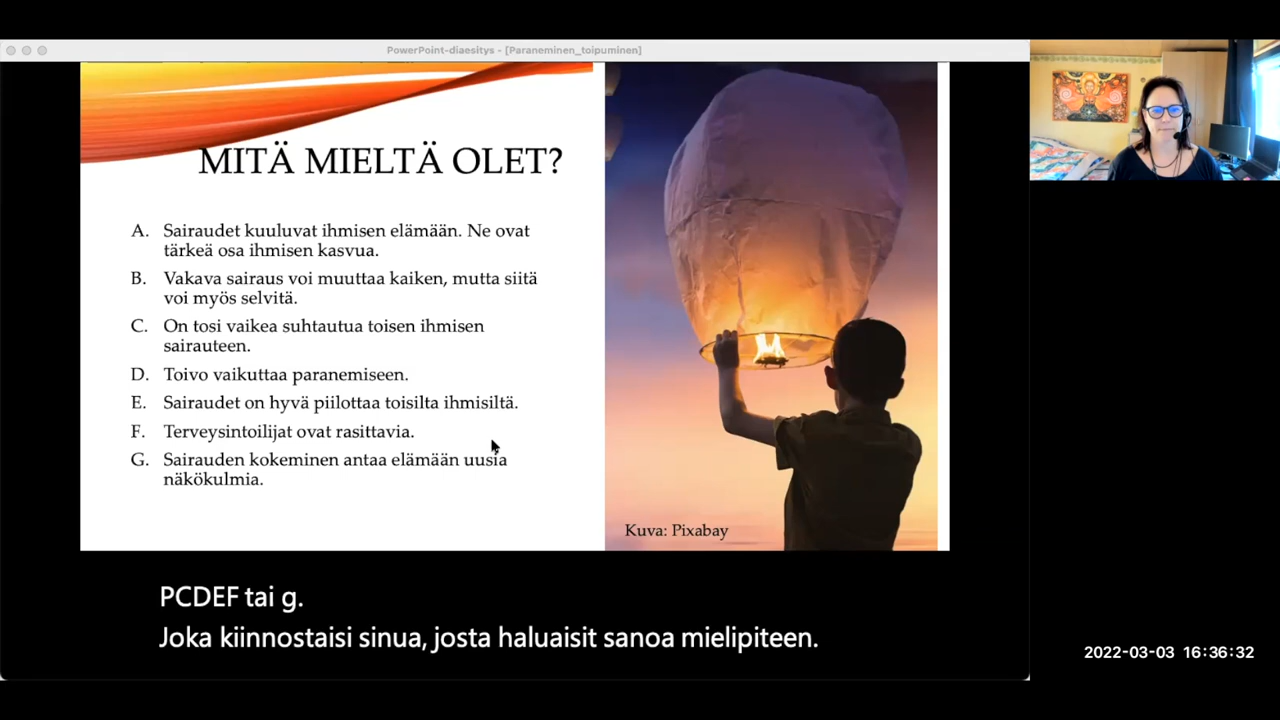 PowerPoint-diaesitys - [Paraneminen_toipuminen]
MITÄ MIELTÄ OLET?
A. Sairaudet kuuluvat ihmisen elämään. Ne ovat
tärkeä osa ihmisen kasvua.
B. Vakava sairaus voi muuttaa kaiken, mutta siitä
voi myös selvitä.
C. On tosi vaikea suhtautua toisen ihmisen
sairauteen.
D. Toivo vaikuttaa paranemiseen.
E. Sairaudet on hyvä piilottaa toisilta ihmisiltä.
F. Terveysintoilijat ovat rasittavia.
G. Sairauden kokeminen antaa elämään uusia
näkökulmia.
Kuva: Pixabay
PCDEF tai g.
Joka kiinnostaisi sinua, josta haluaisit sanoa mielipiteen.
2022-03-03 16:36:32